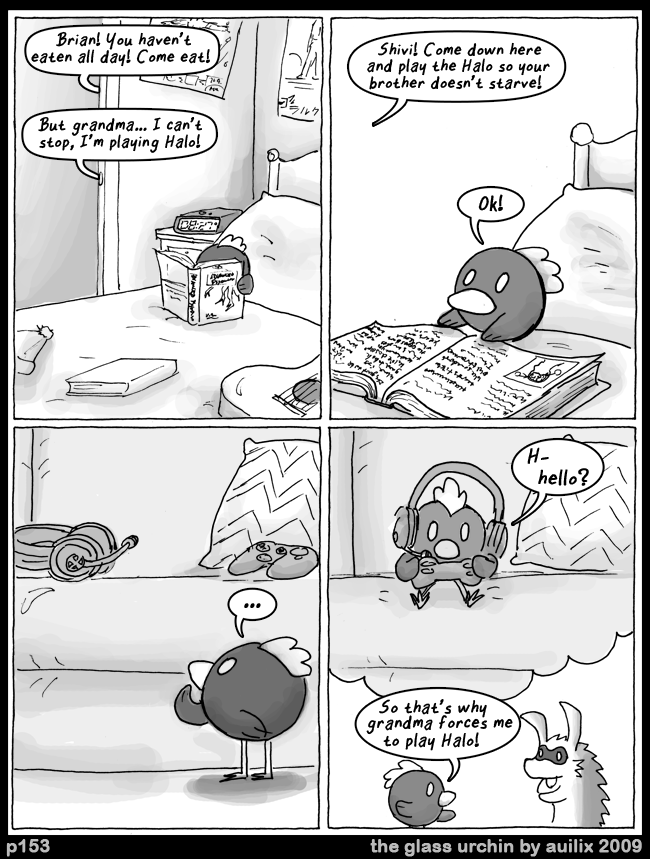 Brian! You haven't
eaten all day! Come eat!
But grandma... I can't
stop, I'm playing Halo!
Shivi! Come down here
and play the Halo so your
brother doesn't starve!
Ok!
...
H-
hello?
So that's why
grandma forces me
to play Halo!
p153
the glass urchin by auilix 2009